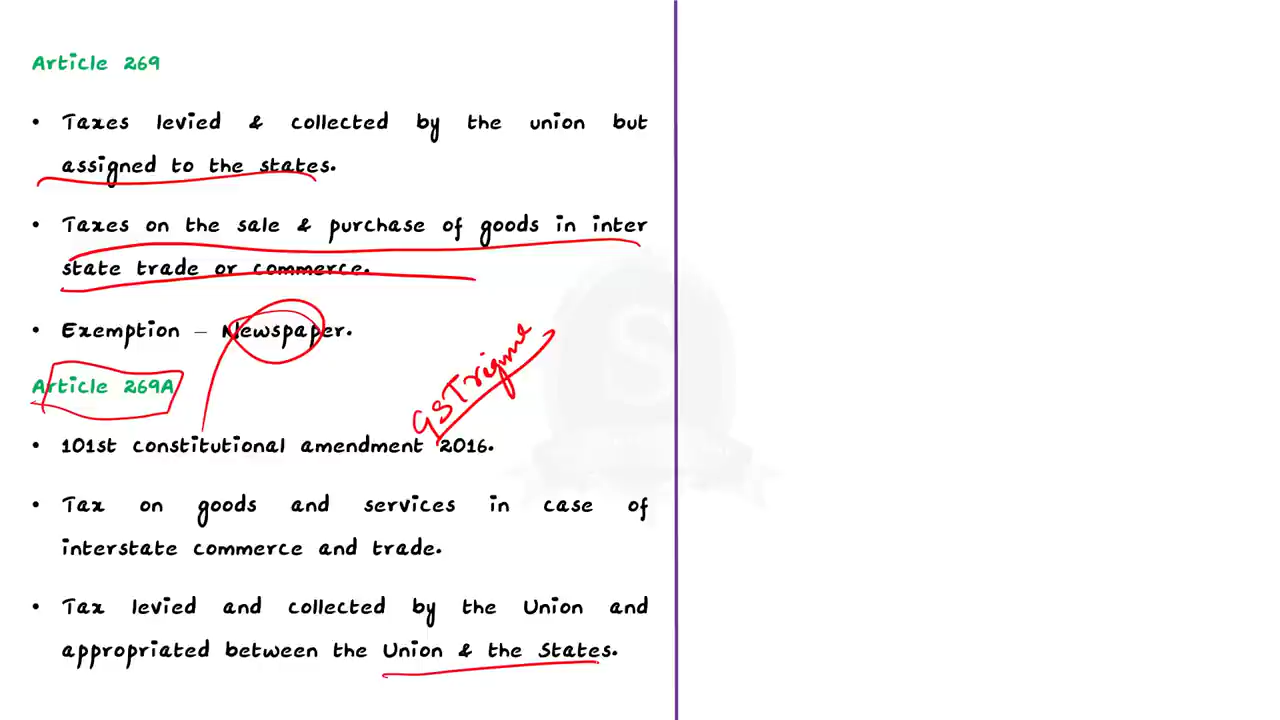 Article 269
• Taxes levied & collected by the union but
assigned to the states.
• Taxes on the sale & purchase of goods in inter
state trade or commerce.
• Exemption – Newspaper.
Article 269A
GST rigime
• 101st constitutional amendment 2016.
• Tax on goods and services in case of
interstate commerce and trade.
• Tax levied and collected by the Union and
appropriated between the Union & the States.
S